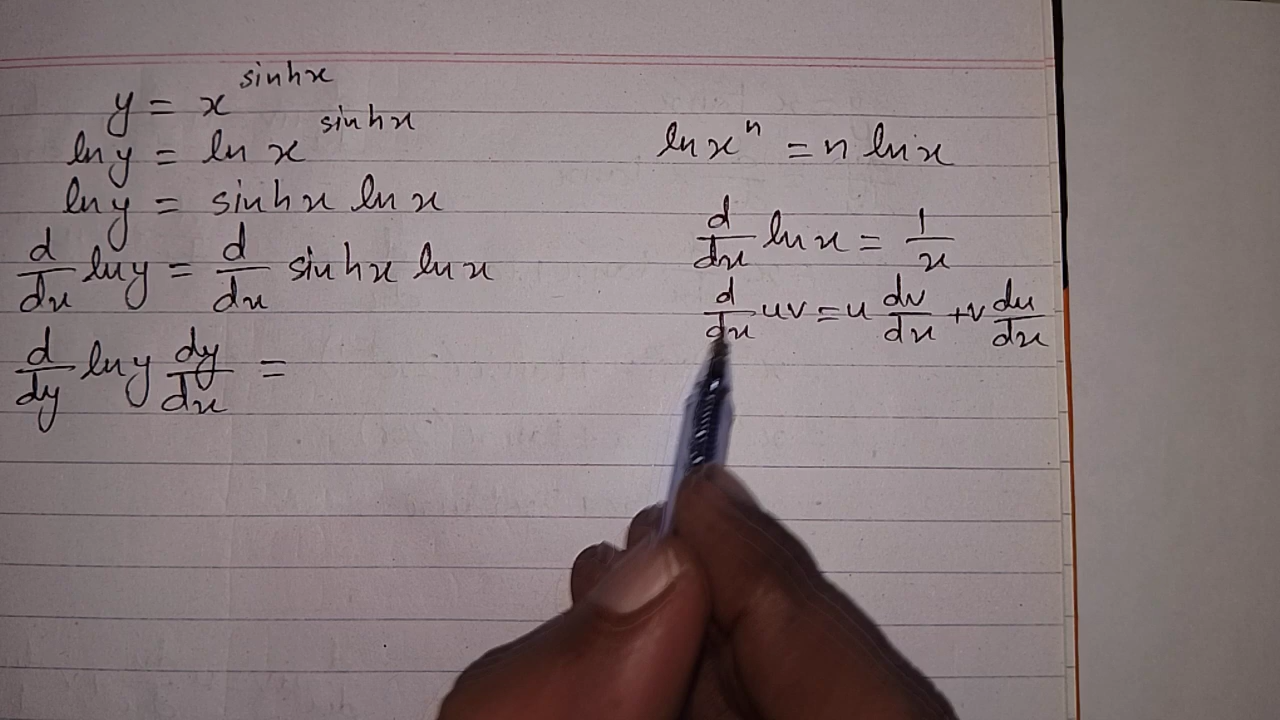 y = x^sinhx
ln y = ln x^sinhx
ln y = sinhx ln x
d/dx ln y = d/dx sinhx ln x
d/dy ln y dy/dx =
ln x^n = n ln x
d/dx ln x = 1/x
d/dx uv = u dv/dx + v du/dx